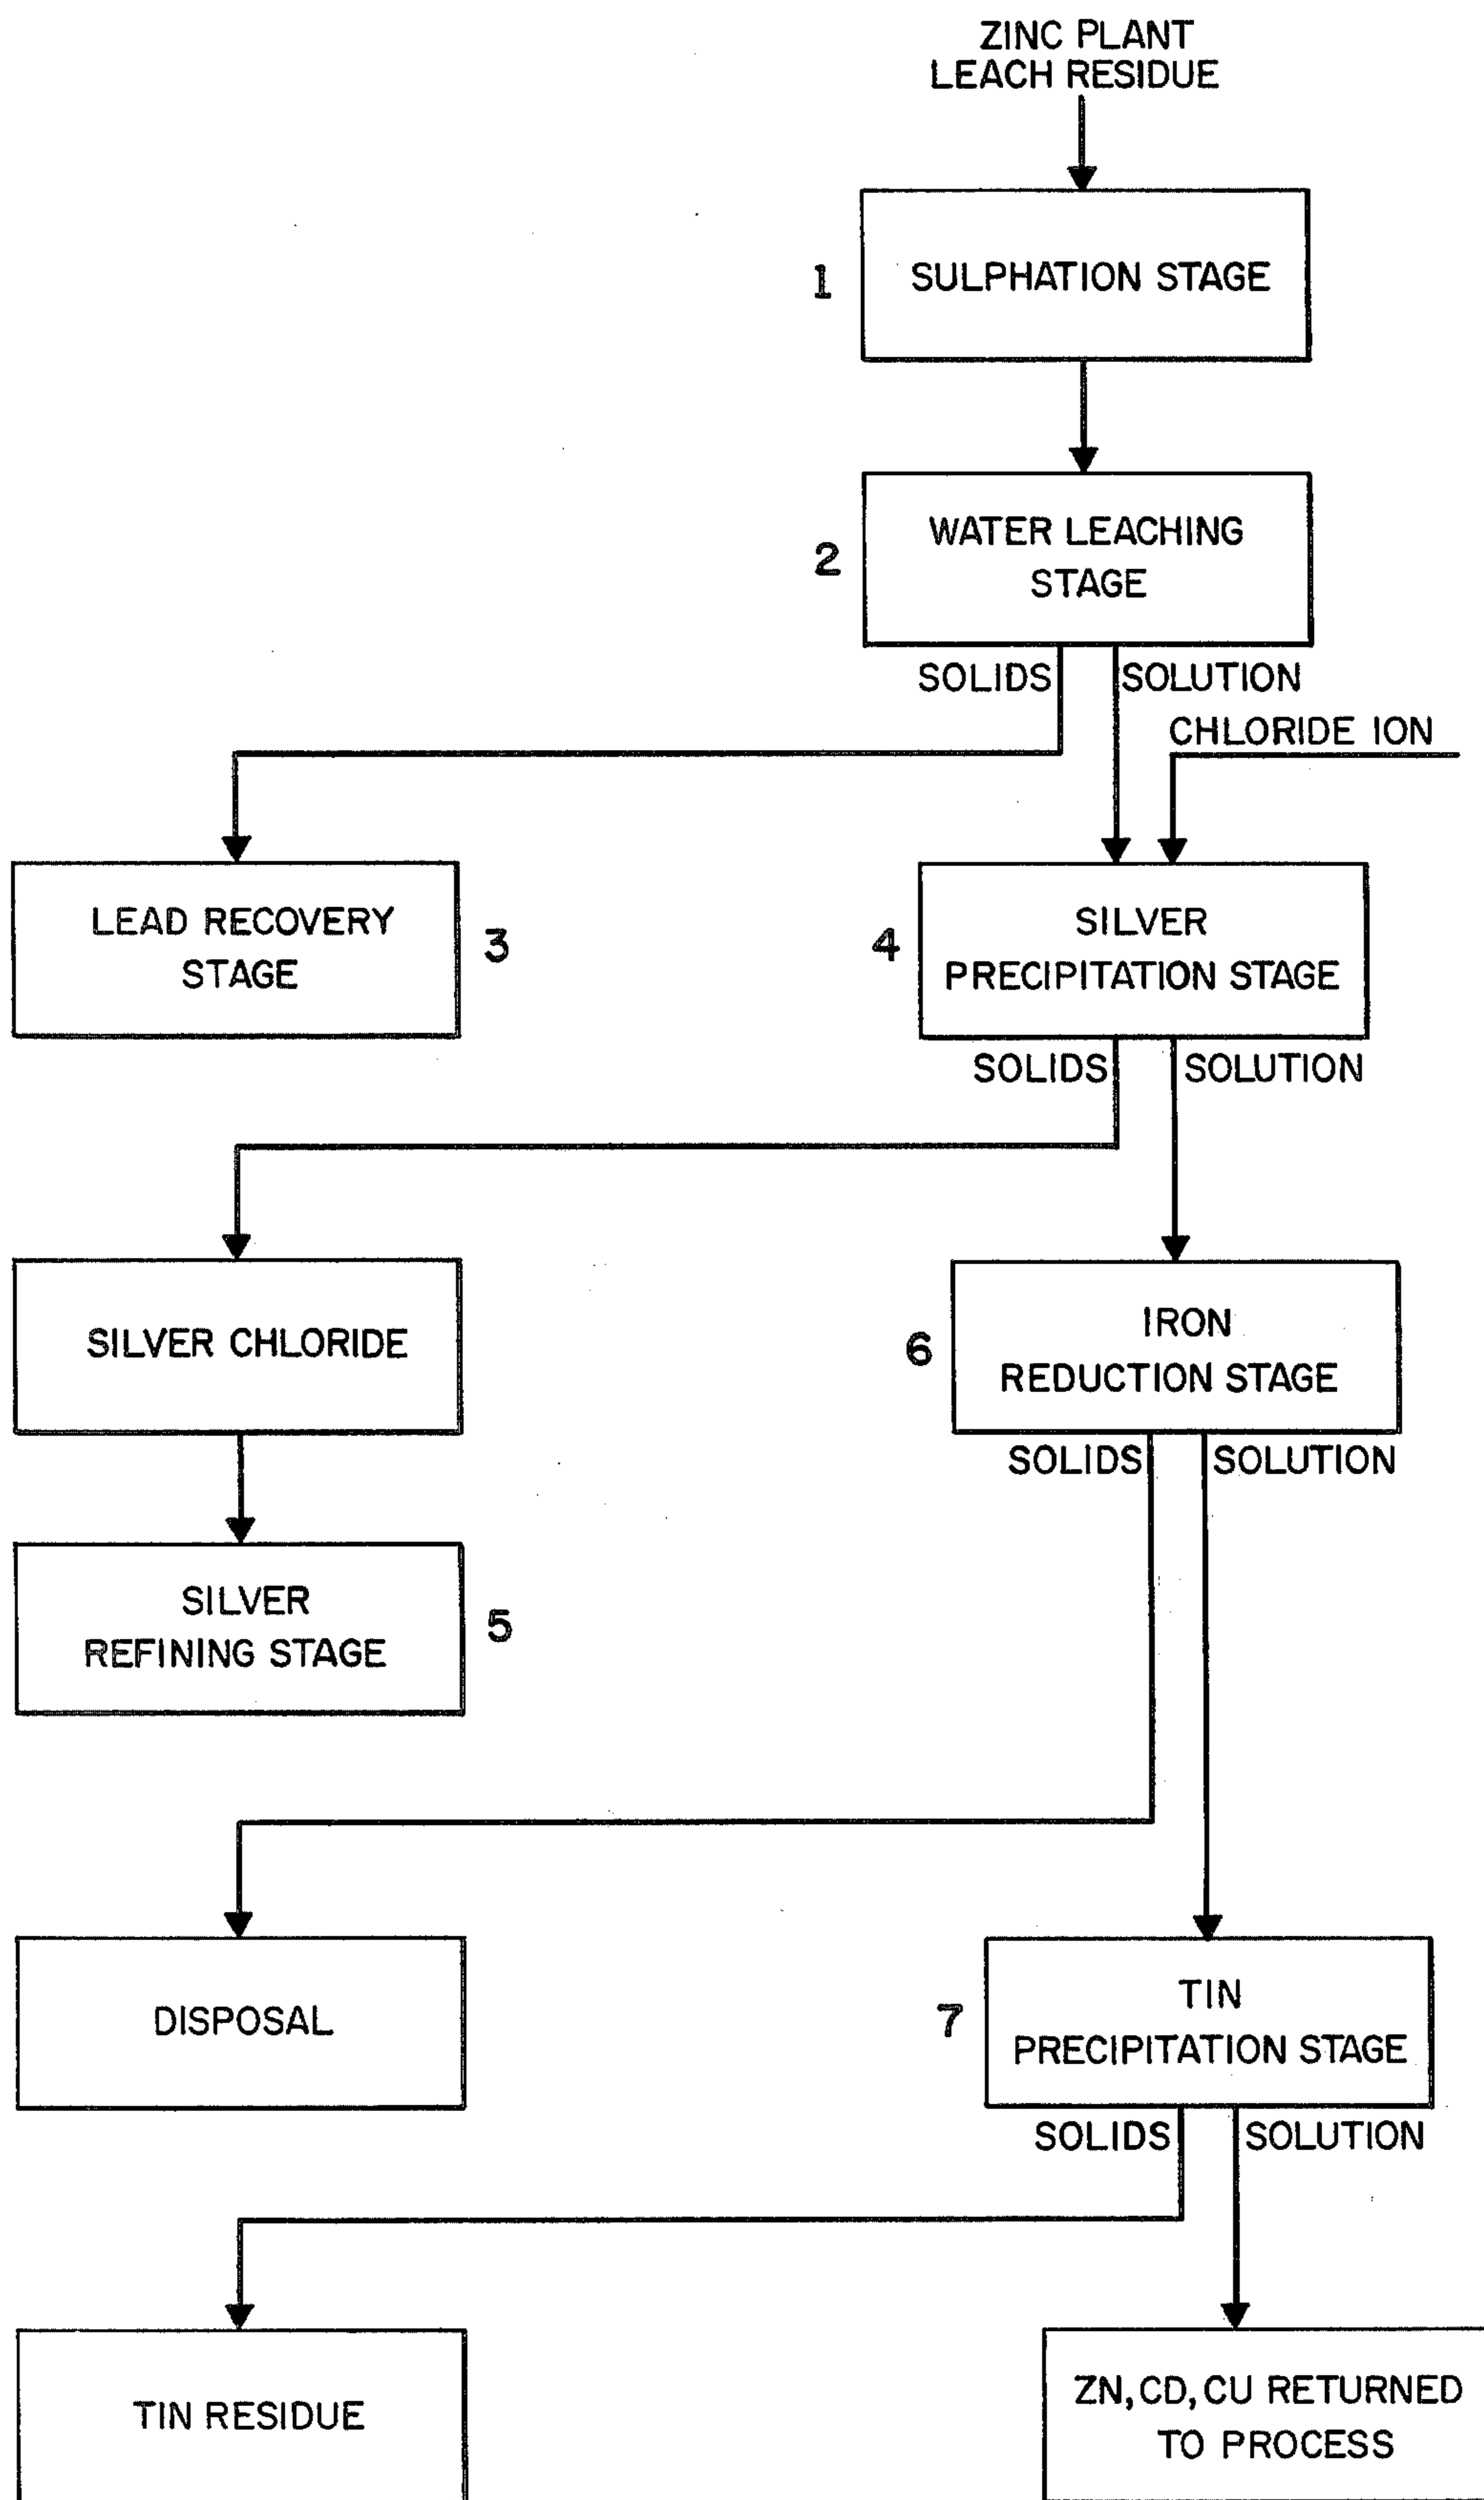 ZINC PLANT
LEACH RESIDUE
1
SULPHATION STAGE
2
WATER LEACHING
STAGE
SOLIDS
SOLUTION
CHLORIDE ION
LEAD RECOVERY
STAGE
3
4
SILVER
PRECIPITATION STAGE
SOLIDS
SOLUTION
SILVER CHLORIDE
6
IRON
REDUCTION STAGE
SOLIDS
SOLUTION
SILVER
REFINING STAGE
5
DISPOSAL
7
TIN
PRECIPITATION STAGE
SOLIDS
SOLUTION
TIN RESIDUE
ZN, CD, CU RETURNED
TO PROCESS